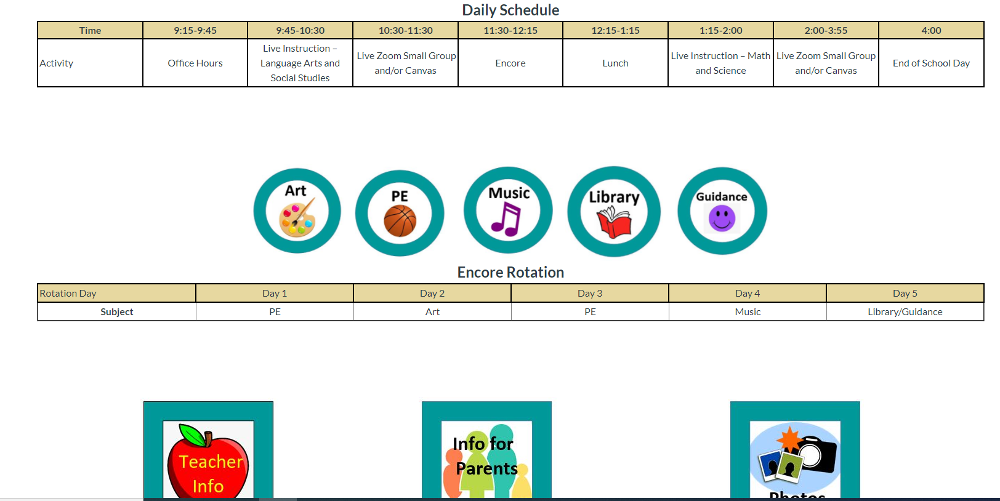 Daily Schedule
Time 9:15-9:45 9:45-10:30 10:30-11:30 11:30-12:15 12:15-1:15 1:15-2:00 2:00-3:55 4:00
Activity Office Hours Live Instruction – Language Arts and Social Studies Live Zoom Small Group and/or Canvas Encore Lunch Live Instruction – Math and Science Live Zoom Small Group and/or Canvas End of School Day
Art PE Music Library Guidance
Encore Rotation
Rotation Day Day 1 Day 2 Day 3 Day 4 Day 5
Subject PE Art PE Music Library/Guidance
Teacher
Info
Info for
Parents
Photos